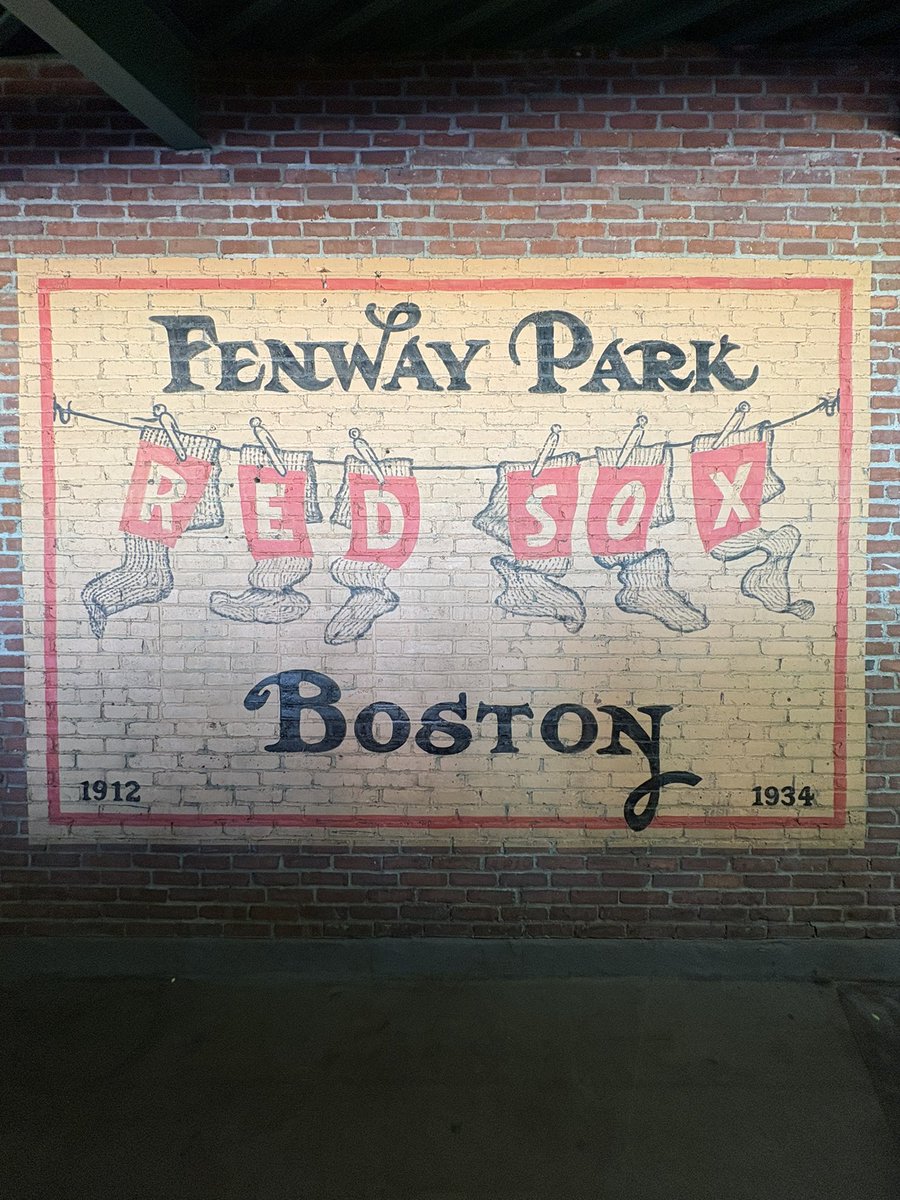 Fenway Park
RED SOX
Boston
1912 1934